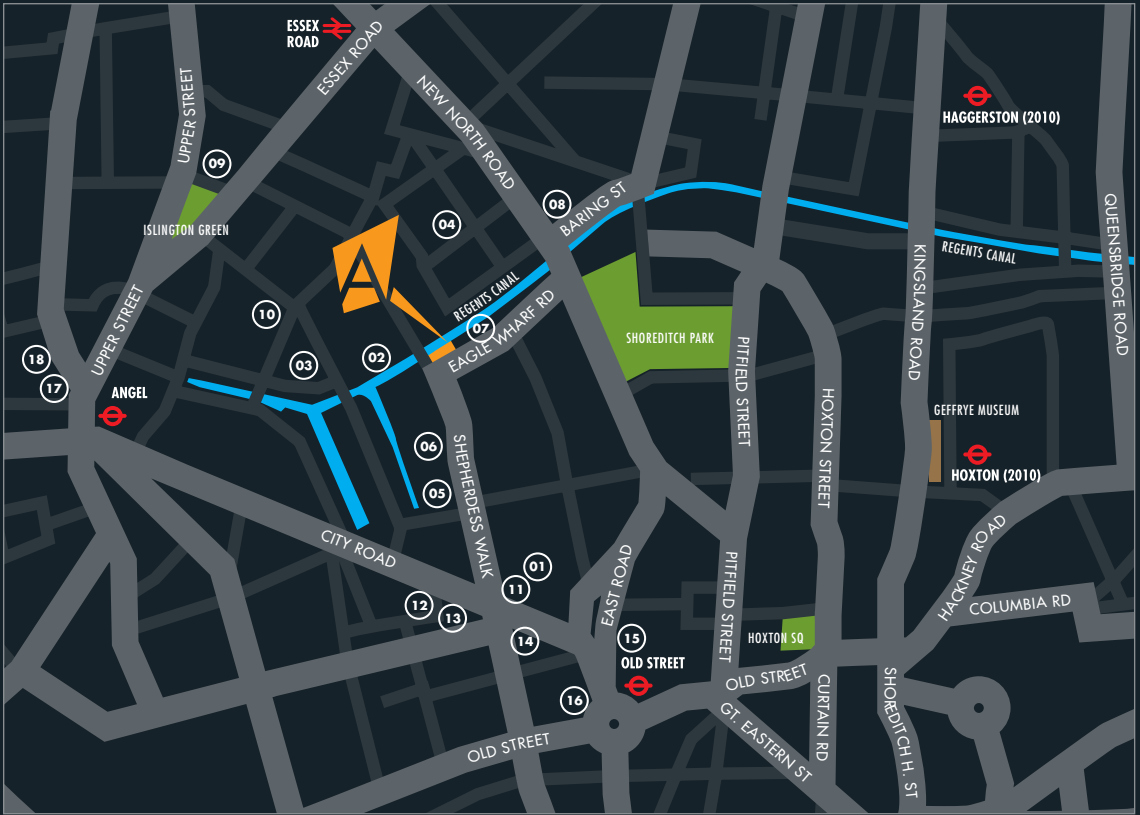 ESSEX
ROAD
ESSEX ROAD
UPPER STREET
NEW NORTH ROAD
HAGGERSTON (2010)
09
ISLINGTON GREEN
04
08
BARING ST
QUEENSBRIDGE ROAD
REGENTS CANAL
KINGSLAND ROAD
A
REGENTS CANAL
UPPER STREET
10
07
EAGLE WHARF RD
SHOREDITCH PARK
PITFIELD STREET
18
17
03
02
ANGEL
HOXTON STREET
GEFFRYE MUSEUM
HOXTON (2010)
06
05
SHEPHERDESS WALK
CITY ROAD
HACKNEY ROAD
COLUMBIA RD
01
11
12
13
14
EAST ROAD
PITFIELD STREET
15
OLD STREET
HOXTON SQ
OLD STREET
16
OLD STREET
GT. EASTERN ST
CURTAIN RD
SHOREDITCH H. ST